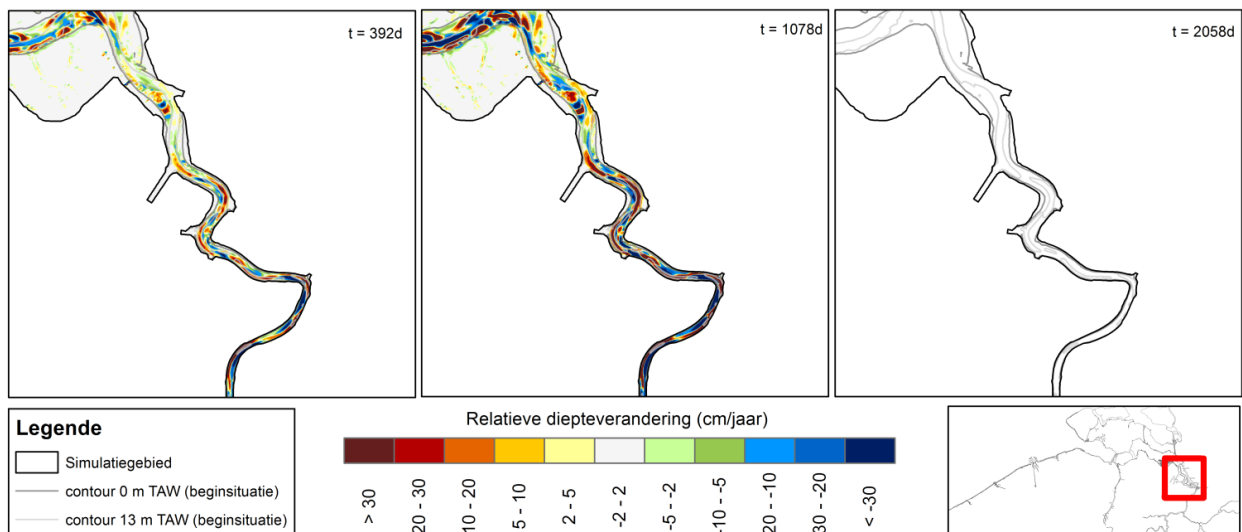 t = 392d
t = 1078d
t = 2058d
Legende
Simulatiegebied
contour 0 m TAW (beginsituatie)
contour 13 m TAW (beginsituatie)
Relatieve diepteverandering (cm/jaar)
> 30
20 - 30
10 - 20
5 - 10
2 - 5
-2 - 2
-5 - -2
-10 - -5
20 - -10
30 - -20
< -30